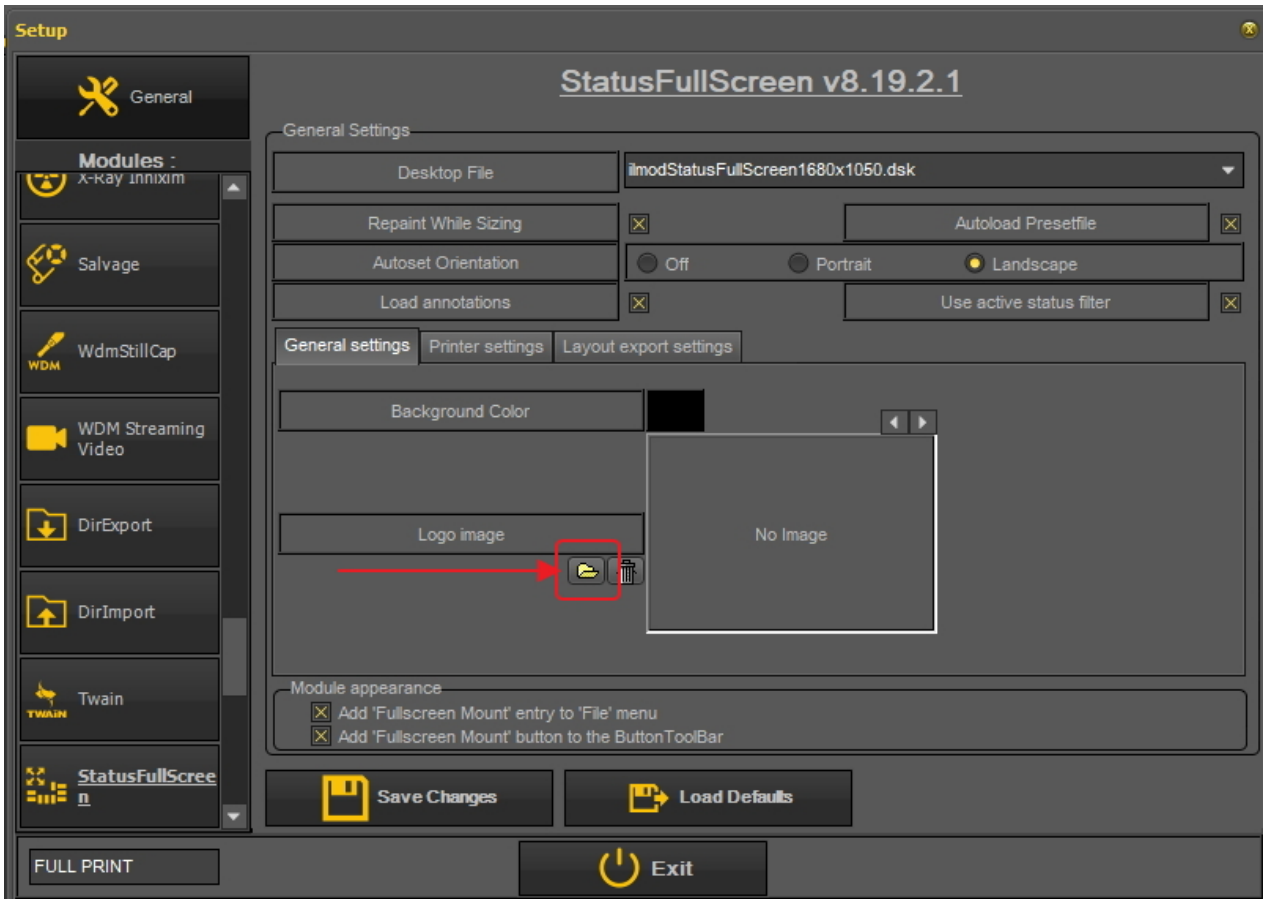 Setup
General
Modules :
X-Ray Innixim
Salvage
WDM
WdmStillCap
WDM Streaming
Video
DirExport
DirImport
TWAIN
Twain
StatusFullScree
n
FULL PRINT
StatusFullScreen v8.19.2.1
General Settings
Desktop File
ilmodStatusFullScreen1680x1050.dsk
Repaint While Sizing
Autoload Presetfile
Autoset Orientation
Off
Portrait
Landscape
Load annotations
Use active status filter
General settings
Printer settings
Layout export settings
Background Color
Logo image
No Image
Module appearance
Add 'Fullscreen Mount' entry to 'File' menu
Add 'Fullscreen Mount' button to the ButtonToolBar
Save Changes
Load Defaults
Exit